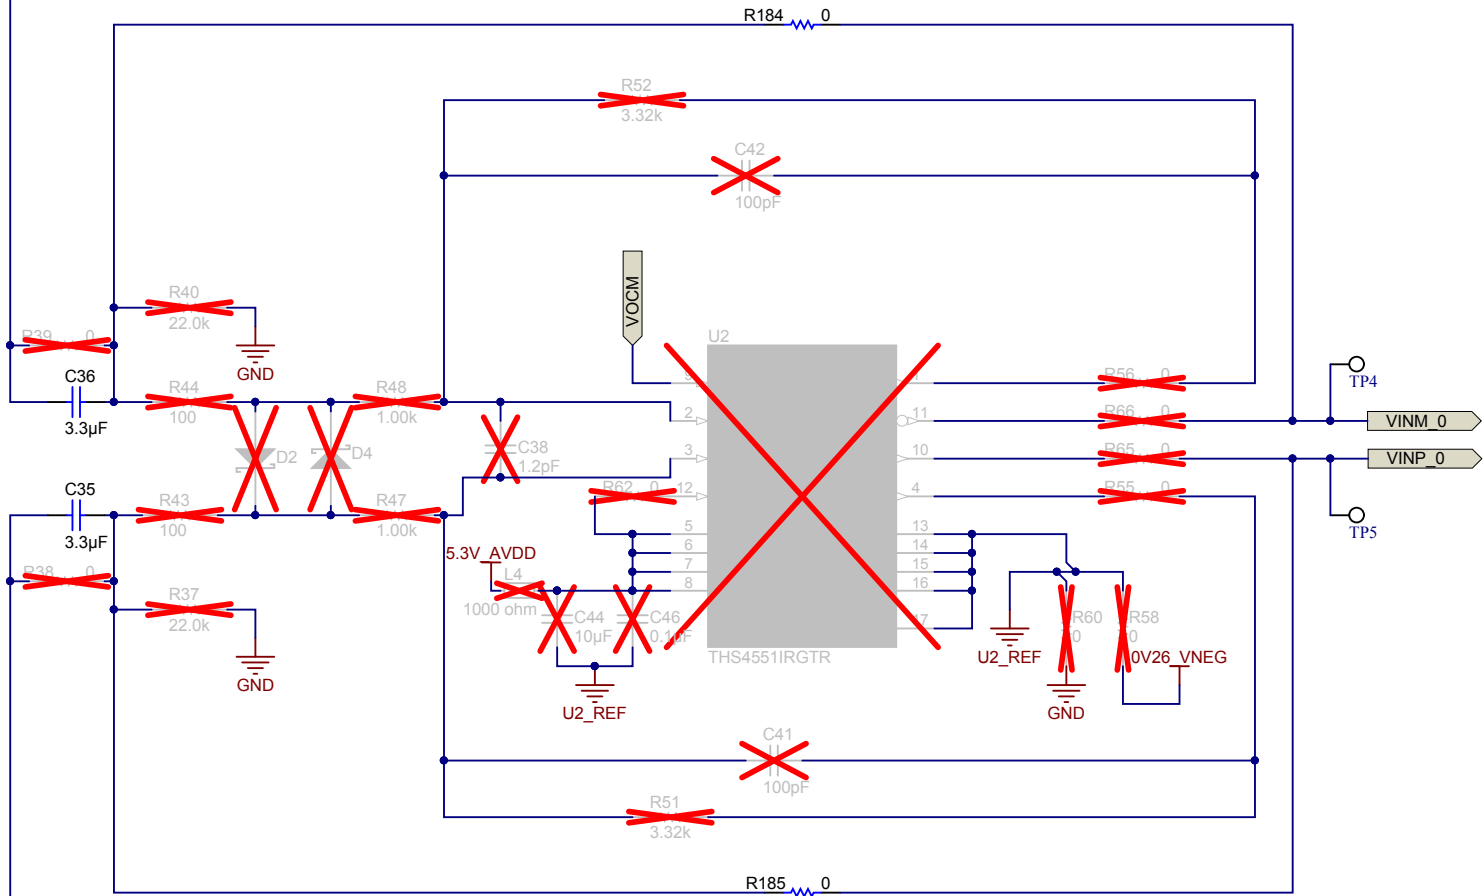 R184 0
R52
3.32k
C42
100pF
VOCM
R40
22.0k
GND
R39 0
C36
3.3µF
R44
100
R48
1.00k
U2
R56 0
TP4
2
11
R66 0
VINM_0
D2
D4
C38
1.2pF
3
10
R65 0
VINP_0
C35
3.3µF
R43
100
R47
1.00k
R62 0
12
4
R55 0
TP5
5
6
7
8
13
14
15
16
17
5.3V_AVDD
L4
1000 ohm
C44
10µF
C46
0.1µF
R38 0
R37
22.0k
GND
THS4551IRGTR
U2_REF
U2_REF
R60
0
R58
0
0V26_VNEG
GND
C41
100pF
R51
3.32k
R185 0